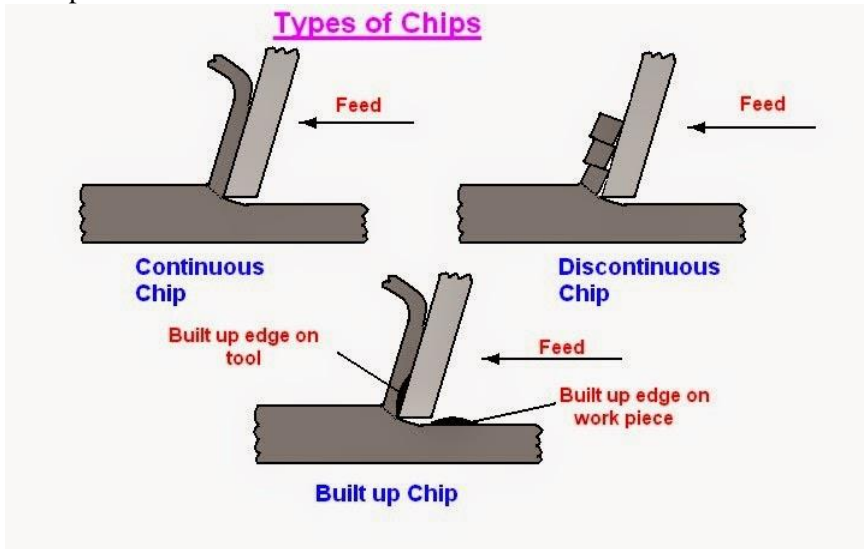 Types of Chips
Feed
Feed
Continuous
Chip
Discontinuous
Chip
Built up edge on
tool
Feed
Built up edge on
work piece
Built up Chip